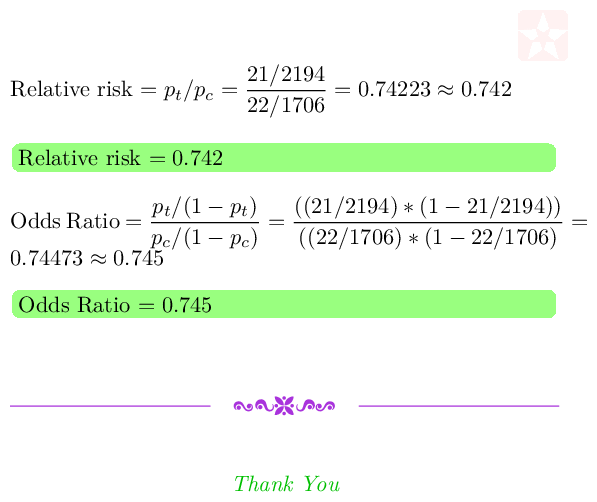 Relative risk = p_t/p_c = \frac{21/2194}{22/1706} = 0.74223 ≈ 0.742
Relative risk = 0.742
Odds Ratio = \frac{p_t/(1 − p_t)}{p_c/(1 − p_c)} = \frac{((21/2194) ∗ (1 − 21/2194))}{((22/1706) ∗ (1 − 22/1706)} =
0.74473 ≈ 0.745
Odds Ratio = 0.745
Thank You